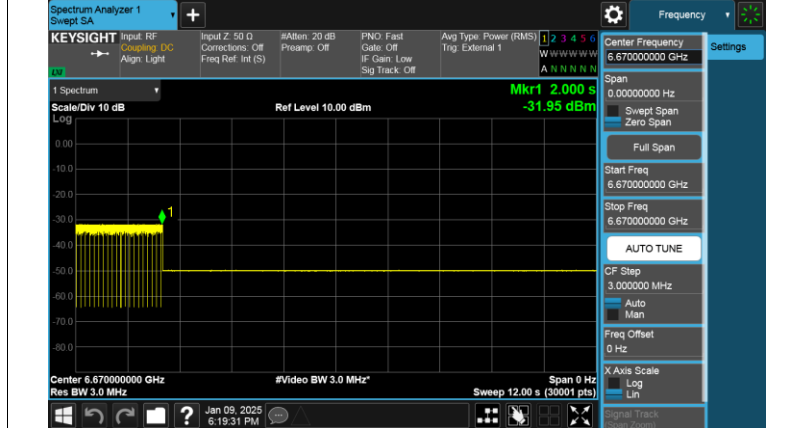 Spectrum Analyzer 1
Swept SA
Frequency
KEYSIGHT
Input: RF
Coupling: DC
Align: Light
Input Z: 50 Ω
Corrections: Off
Freq Ref: Int (S)
#Atten: 20 dB
Preamp: Off
PNO: Fast
Gate: Off
IF Gain: Low
Sig Track: Off
Avg Type: Power (RMS)
Trig: External 1
1 2 3 4 5 6
W W W W W W
A N N N N N
LXI
Settings
1 Spectrum
Scale/Div 10 dB
Log
Ref Level 10.00 dBm
Mkr1 2.000 s
-31.95 dBm
0.00
-10.0
-20.0
-30.0
-40.0
-50.0
-60.0
-70.0
-80.0
1
Center 6.670000000 GHz
Res BW 3.0 MHz
#Video BW 3.0 MHz*
Span 0 Hz
Sweep 12.00 s (30001 pts)
Center Frequency
6.670000000 GHz
Span
0.00000000 Hz
Swept Span
Zero Span
Full Span
Start Freq
6.670000000 GHz
Stop Freq
6.670000000 GHz
AUTO TUNE
CF Step
3.000000 MHz
Auto
Man
Freq Offset
0 Hz
X Axis Scale
Log
Lin
Signal Track
(Span Zoom)
?
Jan 09, 2025
6:19:31 PM